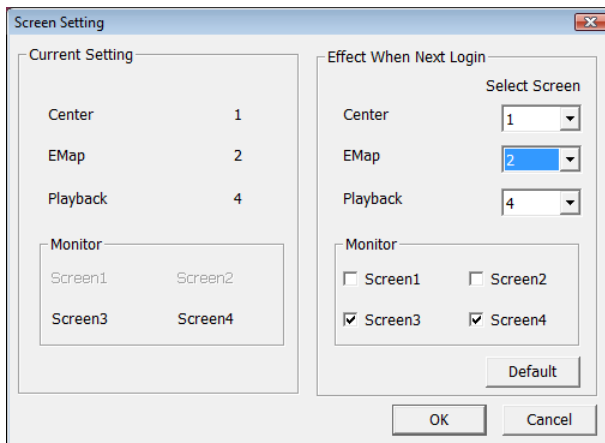 Screen Setting
Current Setting
Center 1
EMap 2
Playback 4
Monitor
Screen1 Screen2
Screen3 Screen4
Effect When Next Login
Select Screen
Center 1
EMap 2
Playback 4
Monitor
Screen1 Screen2
Screen3 Screen4
Default
OK Cancel